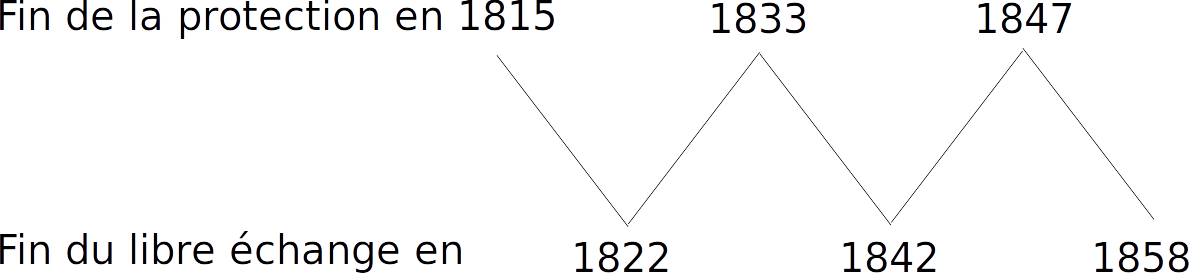 Fin de la protection en 1815 1833 1847
Fin du libre échange en 1822 1842 1858